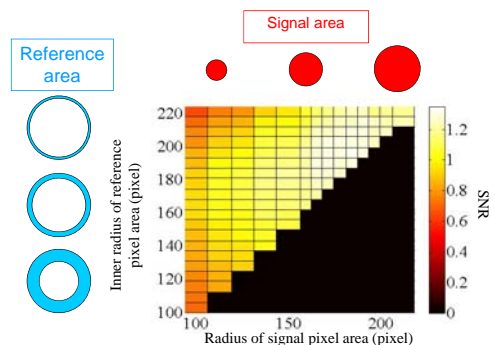 Signal area
Reference
area
Inner radius of reference
pixel area (pixel)
220
200
180
160
140
120
100
100
150
200
Radius of signal pixel area (pixel)
1.2
1
0.8
0.6
0.4
0.2
0
SNR